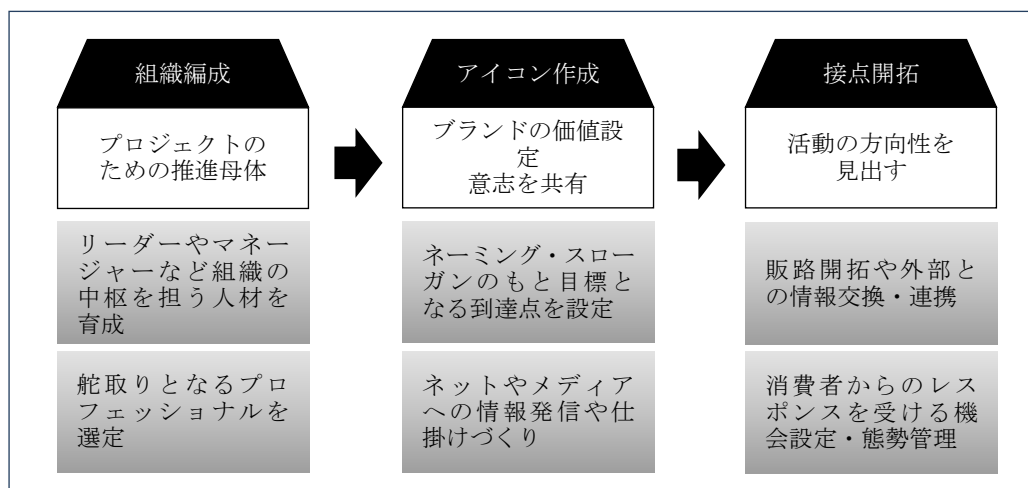 組織編成
プロジェクトの
ための推進母体
リーダーやマネー
ジャーなど組織の
中枢を担う人材を
育成
舵取りとなるプロ
フェッショナルを
選定
アイコン作成
ブランドの価値設
定
意志を共有
ネーミング・スロー
ガンのもと目標と
なる到達点を設定
ネットやメディア
への情報発信や仕
掛けづくり
接点開拓
活動の方向性を
見出す
販路開拓や外部と
の情報交換・連携
消費者からのレス
ポンスを受ける機
会設定・態勢管理